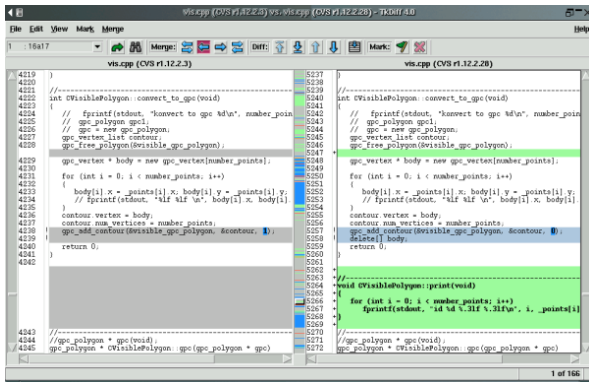 vis.cpp (CVS r1.12.2.3) vs. vis.cpp (CVS r1.12.2.28) - TkDiff 4.0
File Edit View Mark Merge Help
1 : 16a17 Merge: Diff: Mark:
vis.cpp (CVS r1.12.2.3)
4219 }
4220
4221 //----------------------------------------------------
4222 int CVisiblePolygon::convert_to_gpc(void)
4223 {
4224 // fprintf(stdout, "konvert to gpc %d\n", number_poin
4225 // gpc_polygon gpc1;
4226 // gpc = new gpc_polygon;
4227 gpc_vertex_list contour;
4228 gpc_free_polygon(&visible_gpc_polygon);
4229 gpc_vertex * body = new gpc_vertex[number_points];
4230
4231 for (int i = 0; i < number_points; i++)
4232 {
4233 body[i].x = _points[i].x; body[i].y = _points[i].y;
4234 // fprintf(stdout, "%lf %lf \n", body[i].x, body[i].
4235 }
4236 contour.vertex = body;
4237 contour.num_vertices = number_points;
4238 ! gpc_add_contour(&visible_gpc_polygon, &contour, 1);
4239 !
4240 return 0;
4241 }
4242
4243 //----------------------------------------------------
4244 //gpc_polygon * gpc(void);
4245 gpc_polygon * CVisiblePolygon::gpc(gpc_polygon * gpc)
vis.cpp (CVS r1.12.2.28)
5237 }
5238
5239 //----------------------------------------------------
5240 int CVisiblePolygon::convert_to_gpc(void)
5241 {
5242 // fprintf(stdout, "konvert to gpc %d\n", number_poin
5243 // gpc_polygon gpc1;
5244 // gpc = new gpc_polygon;
5245 gpc_vertex_list contour;
5246 gpc_free_polygon(&visible_gpc_polygon);
5247 +
5248 gpc_vertex * body = new gpc_vertex[number_points];
5249
5250 for (int i = 0; i < number_points; i++)
5251 {
5252 body[i].x = _points[i].x; body[i].y = _points[i].y;
5253 // fprintf(stdout, "%lf %lf \n", body[i].x, body[i].
5254 }
5255 contour.vertex = body;
5256 contour.num_vertices = number_points;
5257 ! gpc_add_contour(&visible_gpc_polygon, &contour, 0);
5258 ! delete[] body;
5259 return 0;
5260 }
5261
5262 +
5263 +//----------------------------------------------------
5264 +void CVisiblePolygon::print(void)
5265 +{
5266 + for (int i = 0; i < number_points; i++)
5267 + fprintf(stdout, "id %d %.3lf %.3lf\n", i, _points[i]
5268 +}
5269 +
5270 //----------------------------------------------------
5271 //gpc_polygon * gpc(void);
5272 gpc_polygon * CVisiblePolygon::gpc(gpc_polygon * gpc)
1 of 166